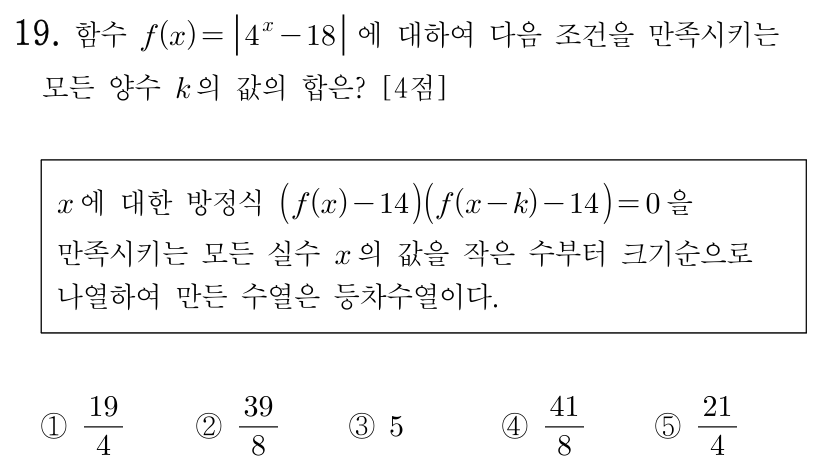 19. 함수 f(x)=|4^x-18| 에 대하여 다음 조건을 만족시키는
모든 양수 k의 값의 합은? [4점]
x에 대한 방정식 (f(x)-14)(f(x-k)-14)=0을
만족시키는 모든 실수 x의 값을 작은 수부터 크기순으로
나열하여 만든 수열은 등차수열이다.
① 19/4 ② 39/8 ③ 5 ④ 41/8 ⑤ 21/4